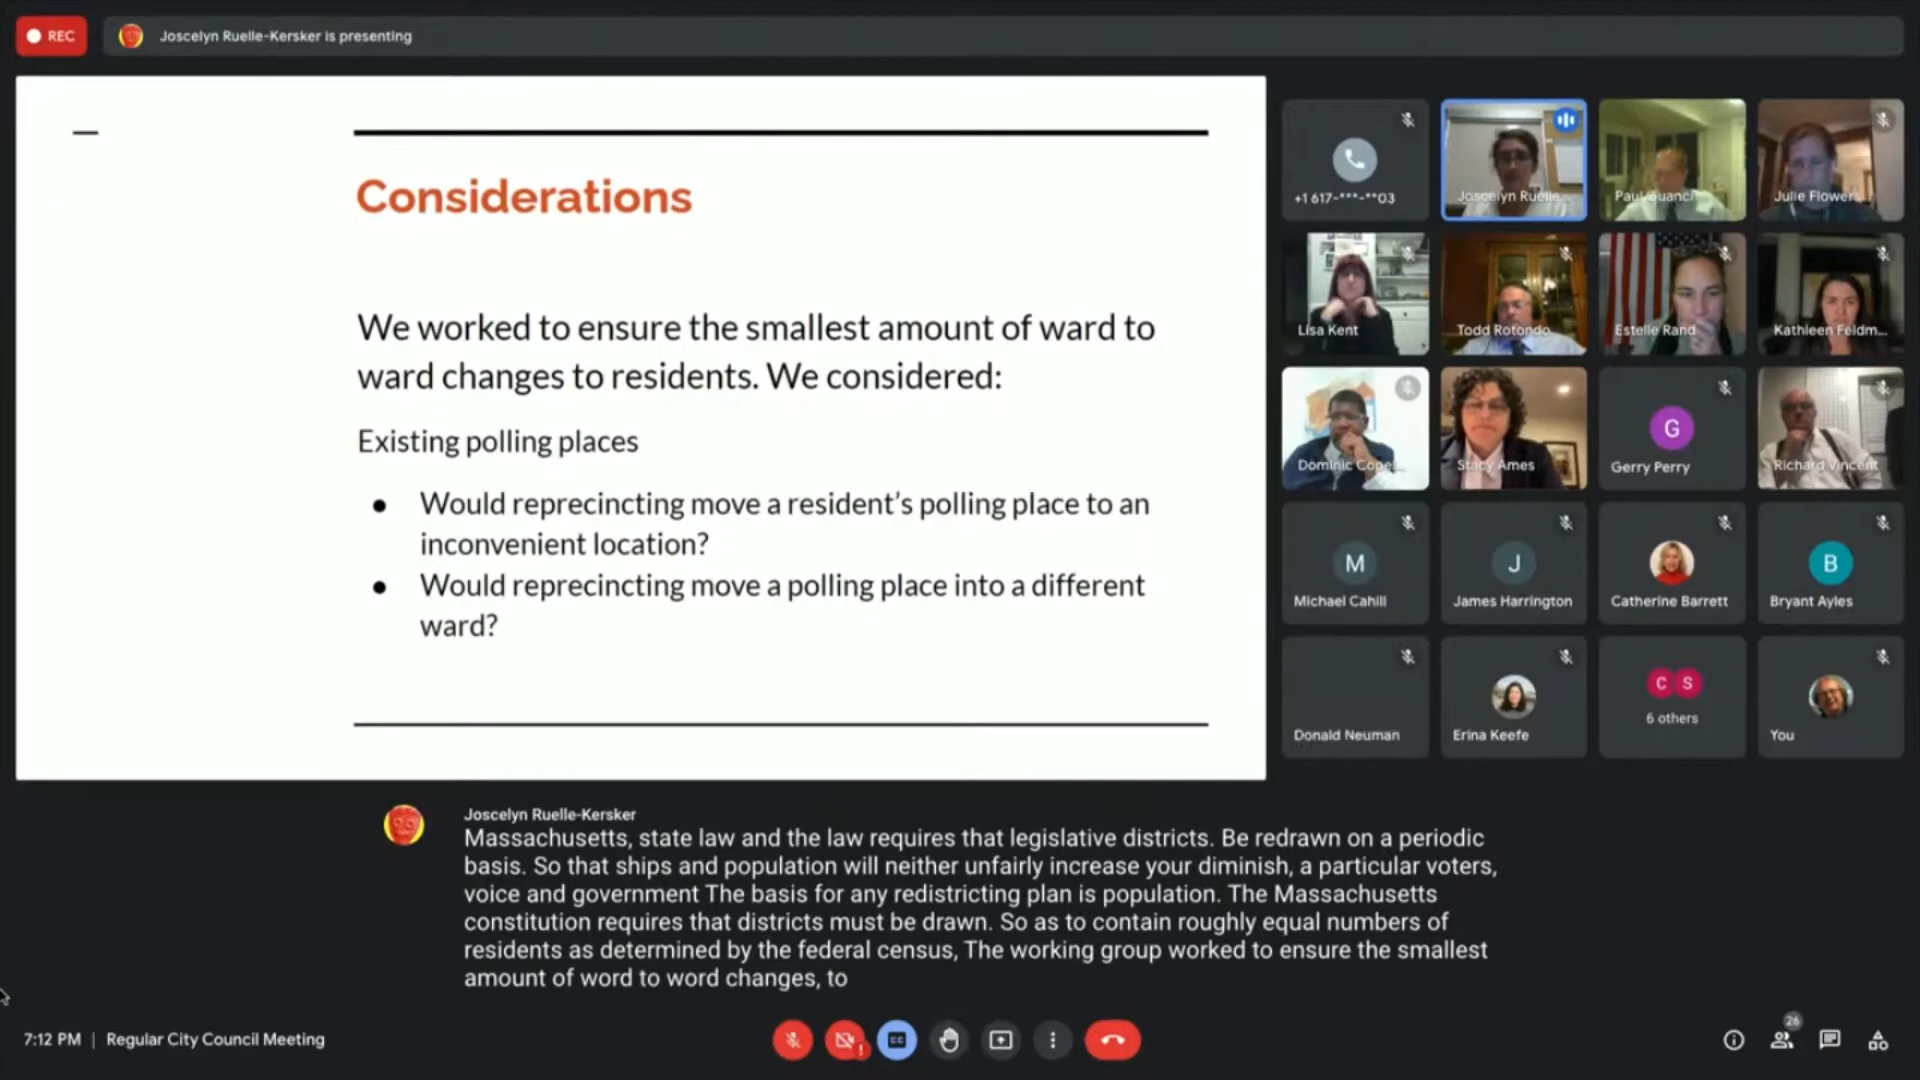 REC
Joscelyn Ruelle-Kersker is presenting
Considerations
We worked to ensure the smallest amount of ward to
ward changes to residents. We considered:
Existing polling places
● Would reprecincting move a resident’s polling place to an
inconvenient location?
● Would reprecincting move a polling place into a different
ward?
+1 617-***-**03
Joscelyn Ruelle...
Paul Guanci
Julie Flowers
Lisa Kent
Todd Rotondo
Estelle Rand
Kathleen Feldm...
Dominic Copel...
Stacy Ames
G
Gerry Perry
Richard Vincent
M
Michael Cahill
J
James Harrington
Catherine Barrett
B
Bryant Ayles
Donald Neuman
Erina Keefe
C S
6 others
You
Joscelyn Ruelle-Kersker
Massachusetts, state law and the law requires that legislative districts. Be redrawn on a periodic
basis. So that ships and population will neither unfairly increase your diminish, a particular voters,
voice and government The basis for any redistricting plan is population. The Massachusetts
constitution requires that districts must be drawn. So as to contain roughly equal numbers of
residents as determined by the federal census, The working group worked to ensure the smallest
amount of word to word changes, to
7:12 PM | Regular City Council Meeting
CC
26